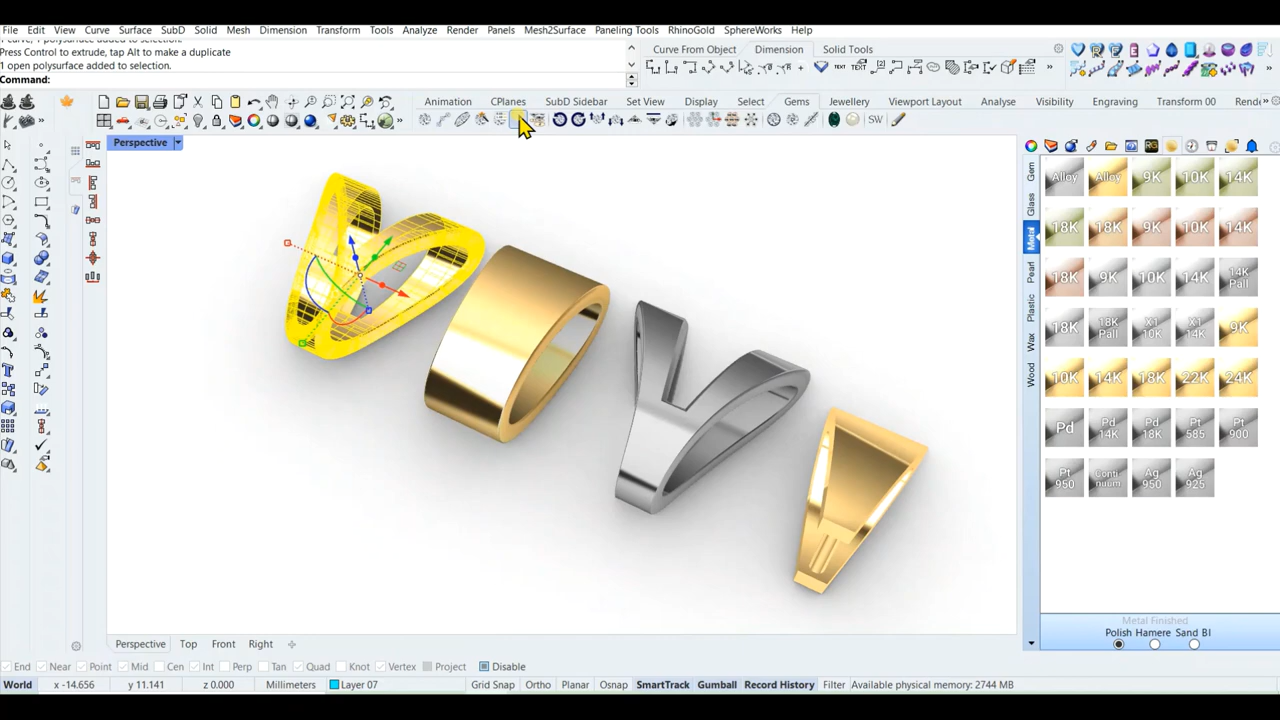 File Edit View Curve Surface SubD Solid Mesh Dimension Transform Tools Analyze Render Panels Mesh2Surface Paneling Tools RhinoGold SphereWorks Help
Press Control to extrude, tap Alt to make a duplicate
1 open polysurface added to selection.
Command:
Curve From Object Dimension Solid Tools
Animation CPlanes SubD Sidebar Set View Display Select Gems Jewellery Viewport Layout Analyse Visibility Engraving Transform 00
SW
Perspective
Gem
Glass
Metal
Pearl
Plastic
Wax
Wood
Alloy Alloy 9K 10K 14K
18K 18K 9K 10K 14K
18K 9K 10K 14K 14K Pall
18K 18K Pall X1 10K X1 14K 9K
10K 14K 18K 22K 24K
Pd Pd 14K Pd 18K Pt 585 Pt 900
Pt 950 Conti nuum Ag 950 Ag 925
Metal Finished
Polish Hamere Sand Bl
Perspective Top Front Right
End Near Point Mid Cen Int Perp Tan Quad Knot Vertex Project Disable
World x -14.656 y 11.141 z 0.000 Millimeters Layer 07 Grid Snap Ortho Planar Osnap SmartTrack Gumball Record History Filter Available physical memory: 2744 MB